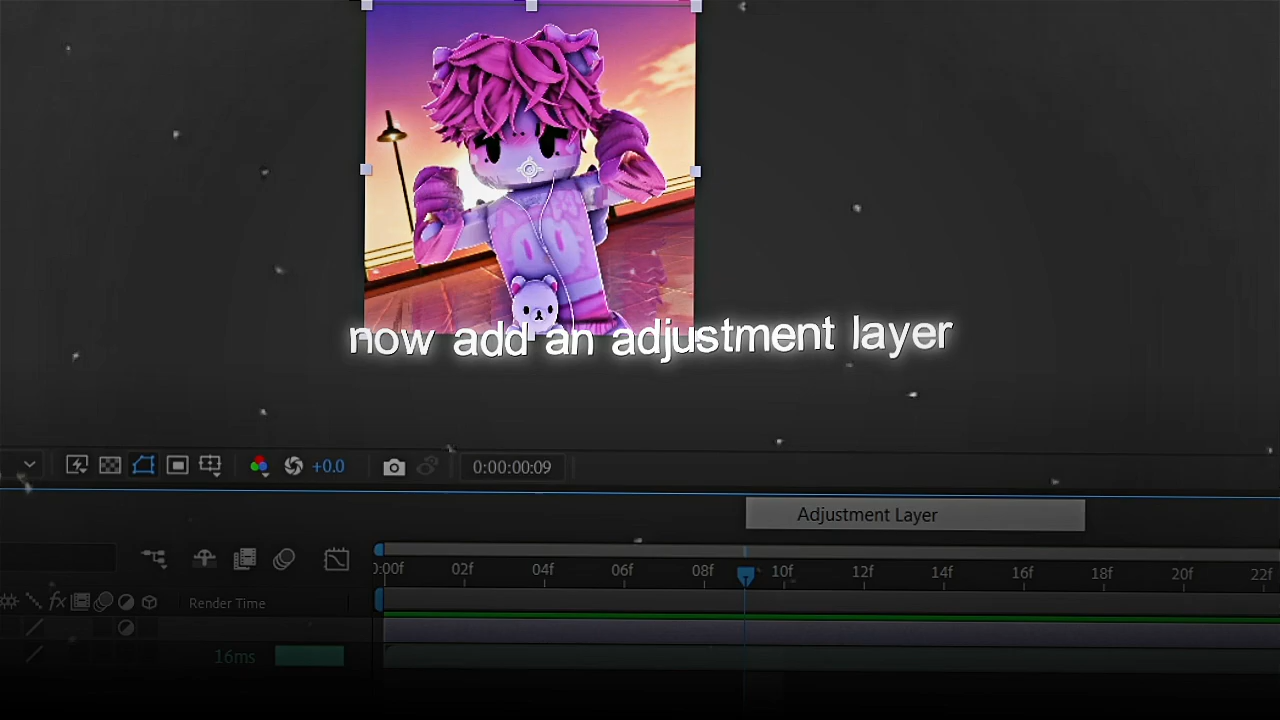 now add an adjustment layer
+0.0
0:00:00:09
Adjustment Layer
0:00f 02f 04f 06f 08f 10f 12f 14f 16f 18f 20f 22f
fx
Render Time
16ms